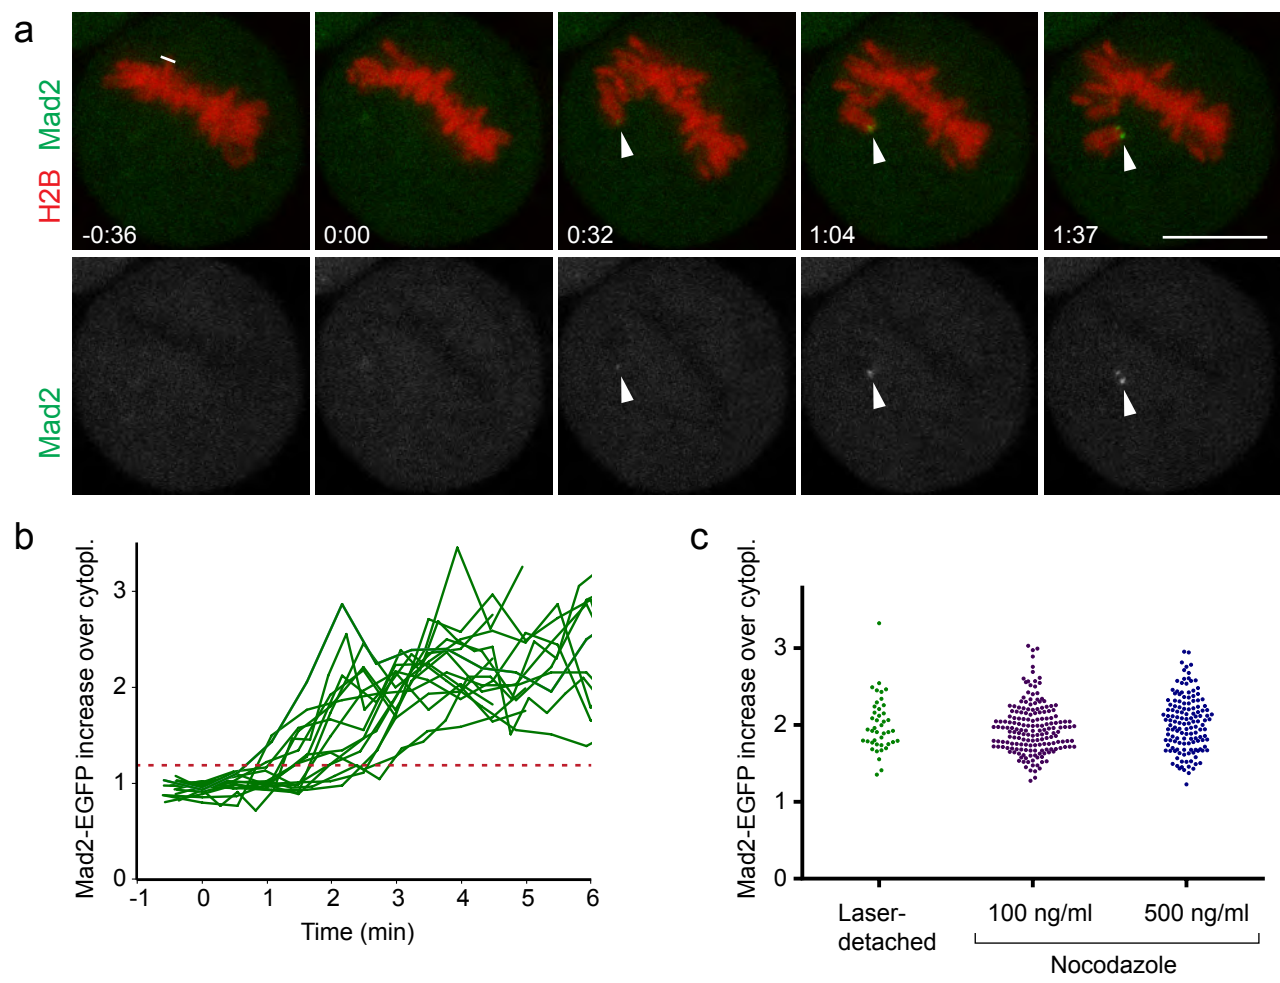 a
H2B Mad2
-0:36
0:00
0:32
1:04
1:37
Mad2
b
Mad2-EGFP increase over cytopl.
3
2
1
0
-1
0
1
2
3
4
5
6
Time (min)
c
Mad2-EGFP increase over cytopl.
3
2
1
0
Laser-
detached
100 ng/ml
500 ng/ml
Nocodazole